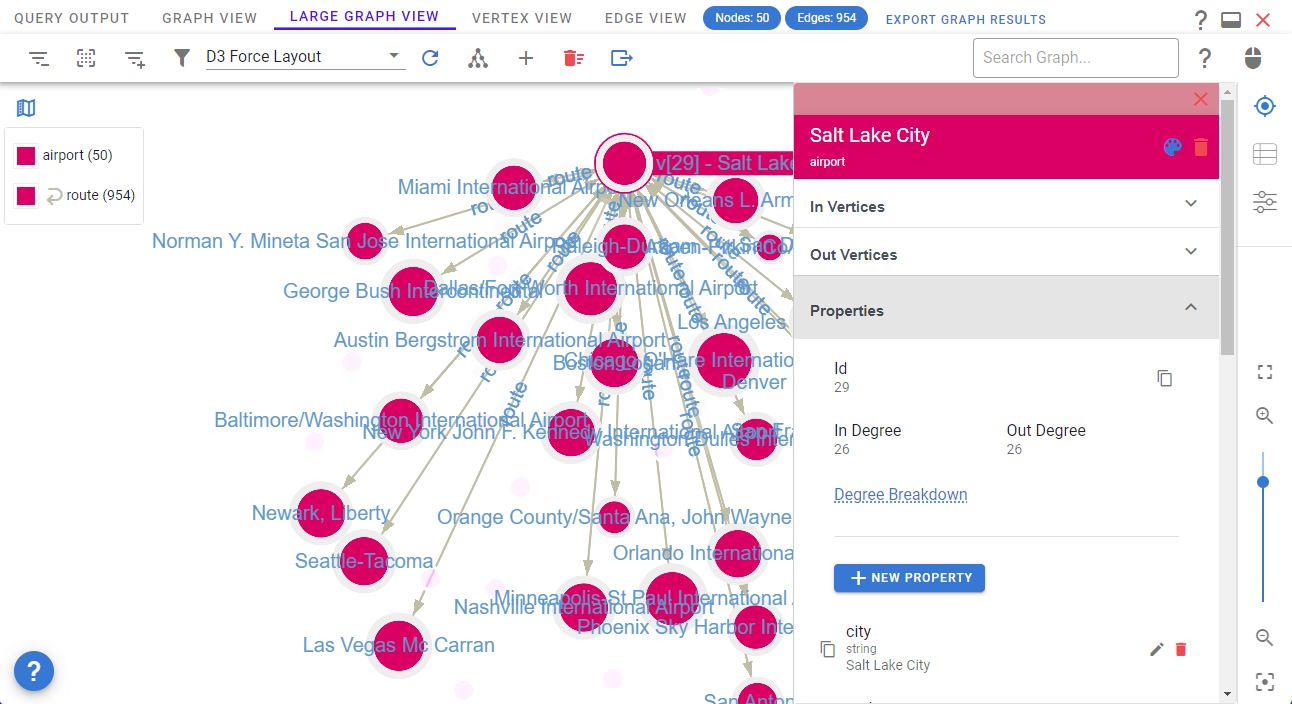 QUERY OUTPUT GRAPH VIEW LARGE GRAPH VIEW VERTEX VIEW EDGE VIEW Nodes: 50 Edges: 954 EXPORT GRAPH RESULTS ?
D3 Force Layout Search Graph... ?
airport (50)
route (954)
v[29] - Salt Lake
Miami International Airpor
New Orleans L. Arm
Norman Y. Mineta San Jose International Airport
Raleigh-Durham
George Bush Intercontinental
Dallas/Fort Worth International Airport
Los Angeles
Austin Bergstrom International Airport
Chicago O'Hare Internatio
Boston Logan
Denver
Baltimore/Washington International Airport
New York John F. Kennedy International Airport
San Fra
Washington Dulles Inter
Newark, Liberty
Orange County/Santa Ana, John Wayne
Seattle-Tacoma
Orlando Internationa
Minneapolis-St.Paul International
Nashville International Airport
Phoenix Sky Harbor Inte
Las Vegas Mc Carran
San Anton
route
route
route
route
route
route
route
route
route
route
Salt Lake City
airport
In Vertices
Out Vertices
Properties
Id
29
In Degree Out Degree
26 26
Degree Breakdown
NEW PROPERTY
city
string
Salt Lake City
?